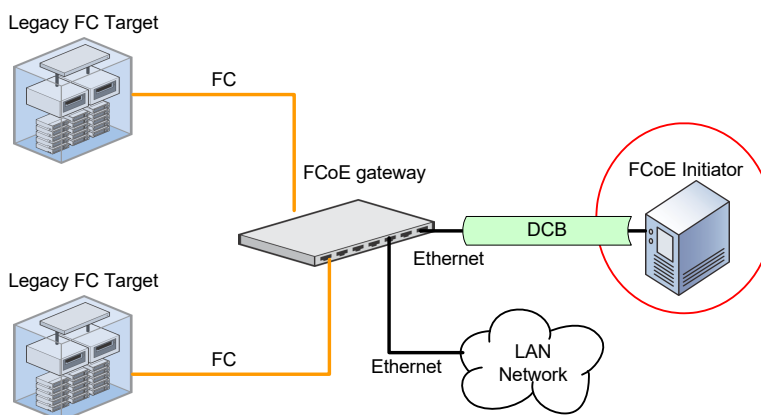 Legacy FC Target
FC
FCoE gateway
FCoE Initiator
DCB
Ethernet
Legacy FC Target
FC
Ethernet
LAN
Network